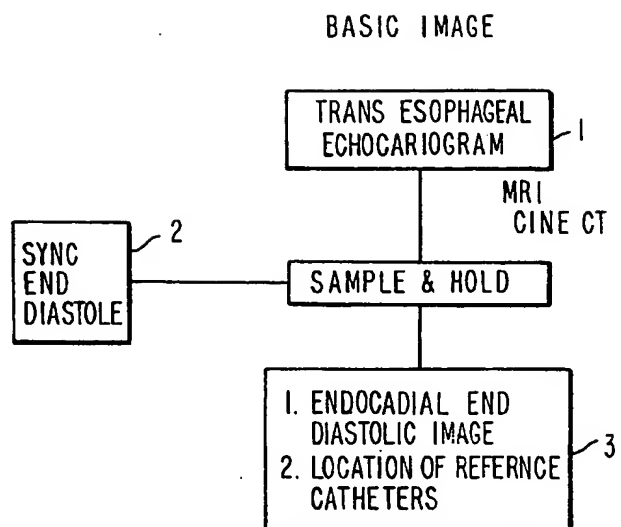 BASIC IMAGE
TRANS ESOPHAGEAL
ECHOCARIOGRAM
1
MRI
CINE CT
2
SYNC
END
DIASTOLE
SAMPLE & HOLD
1. ENDOCADIAL END
DIASTOLIC IMAGE
2. LOCATION OF REFERNCE
CATHETERS
3